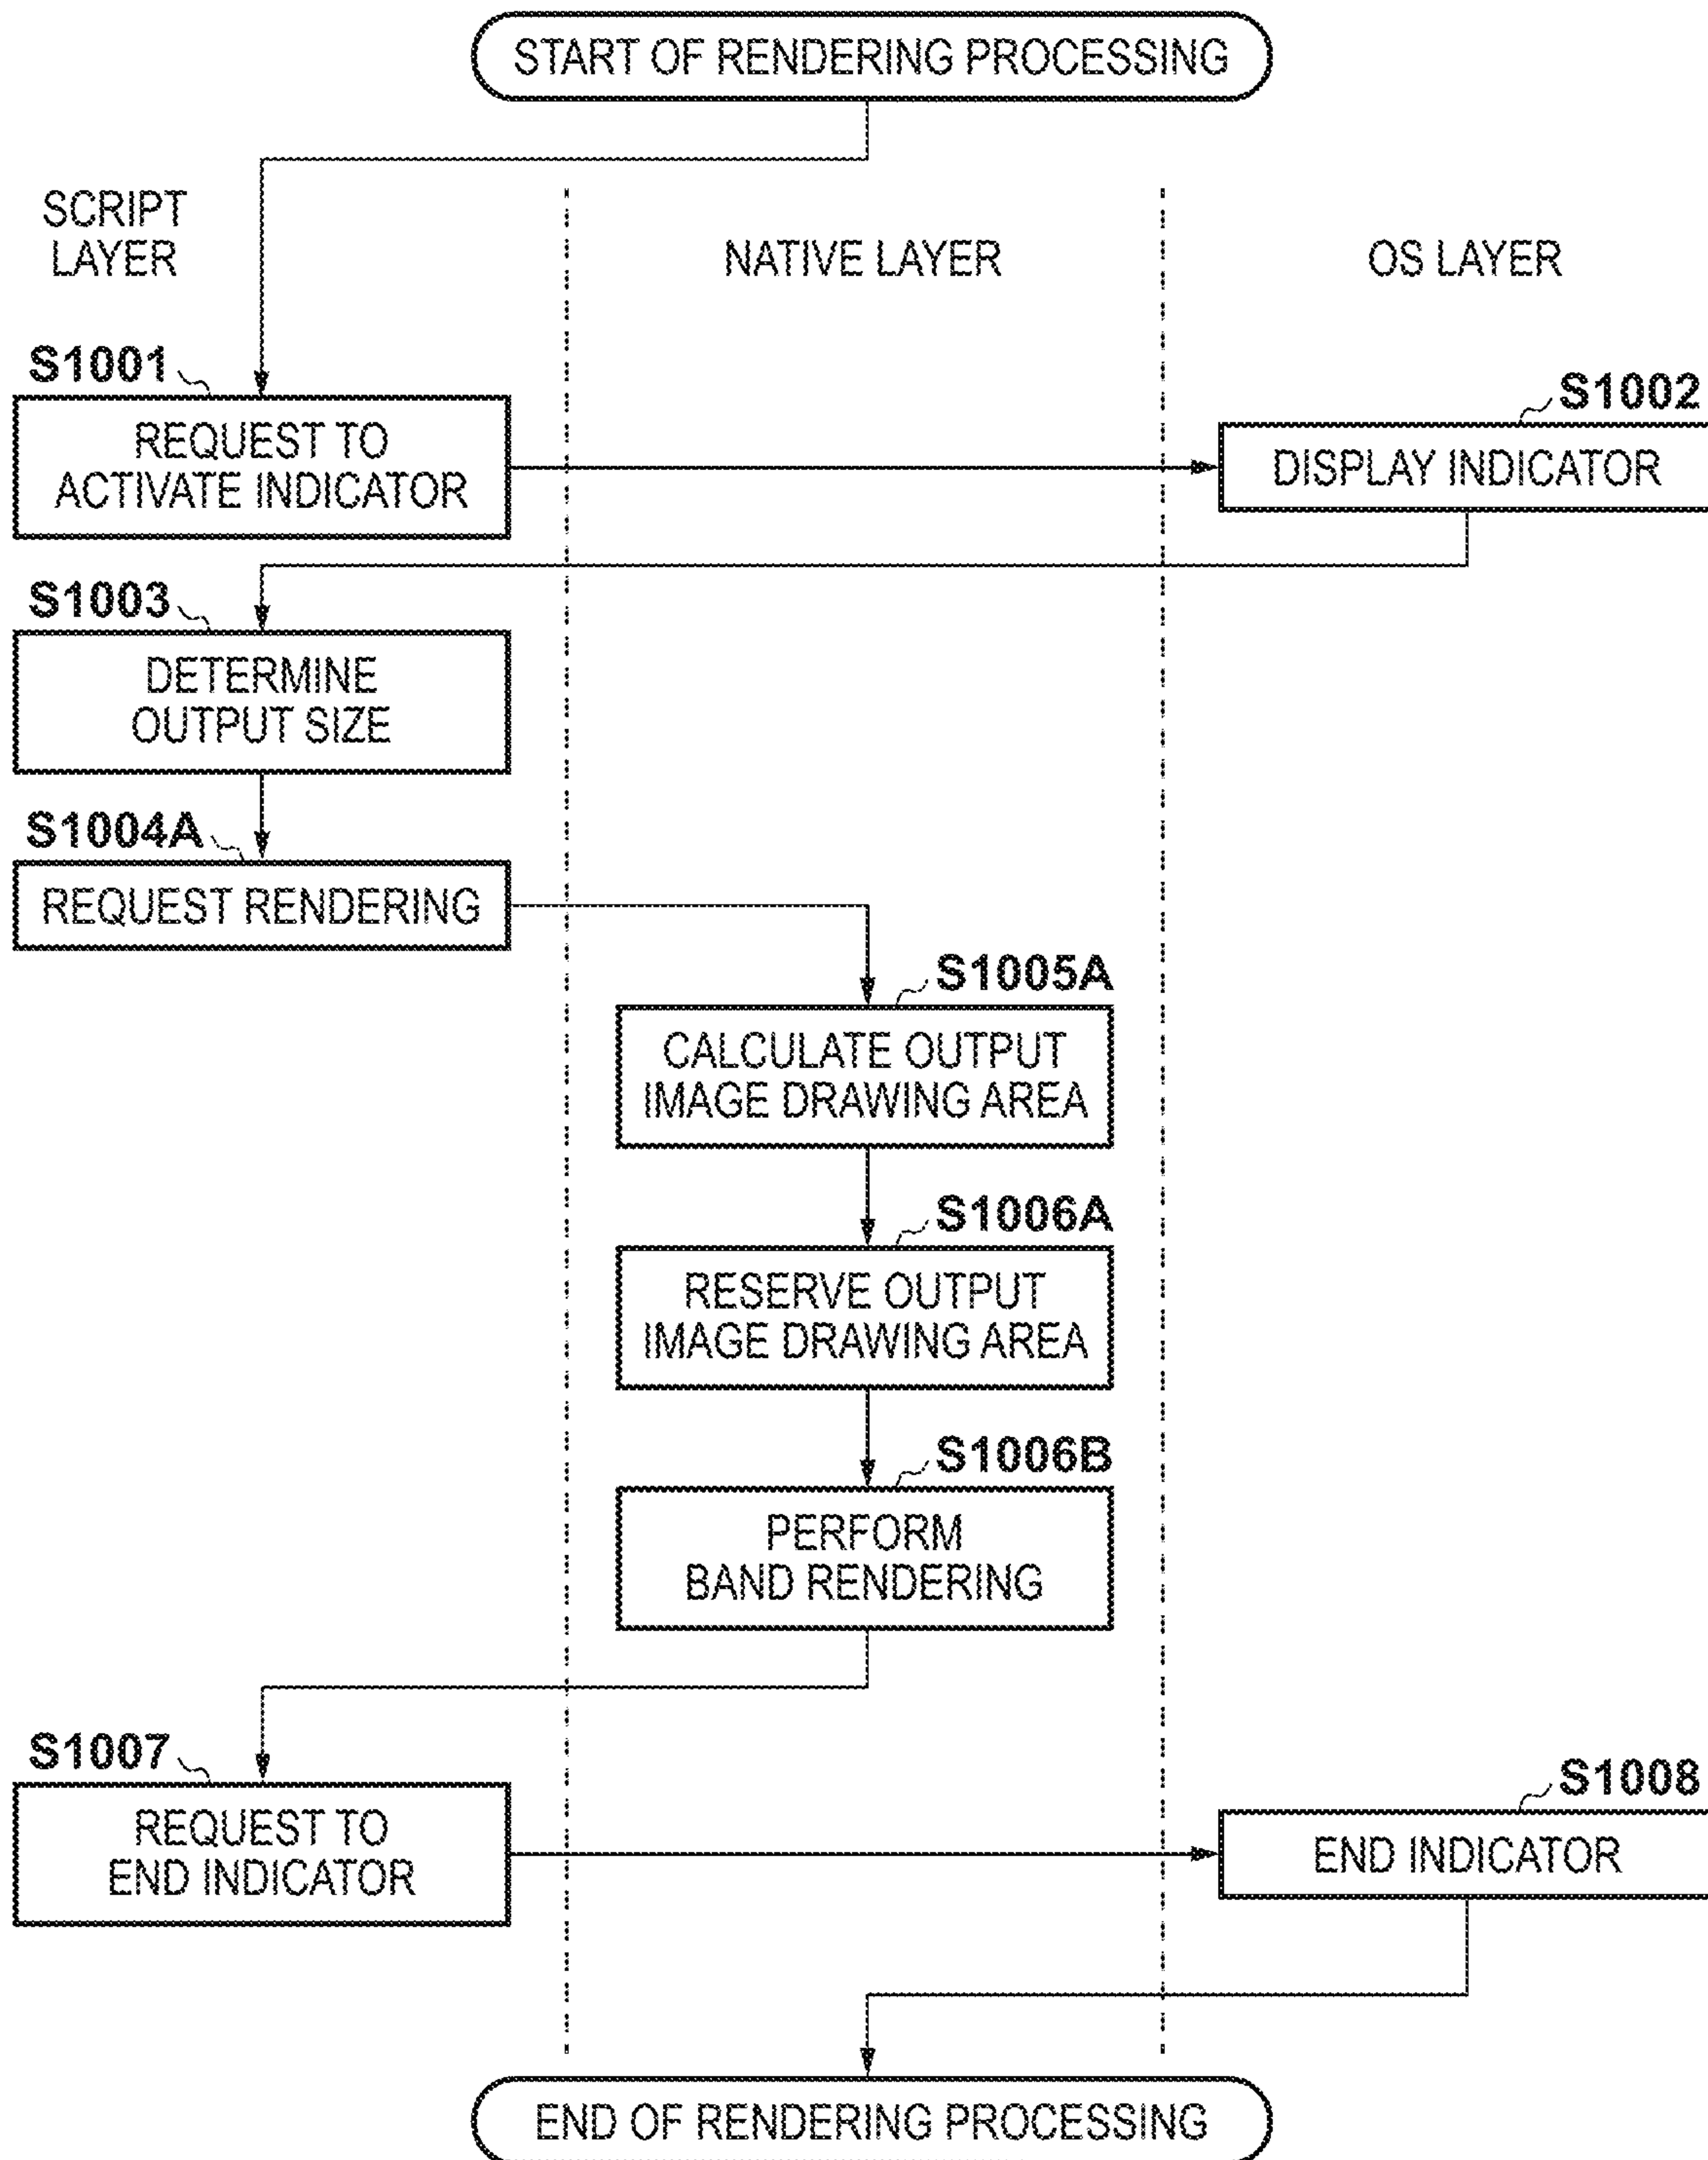 START OF RENDERING PROCESSING
SCRIPT
LAYER
NATIVE LAYER
OS LAYER
S1001
REQUEST TO
ACTIVATE INDICATOR
S1002
DISPLAY INDICATOR
S1003
DETERMINE
OUTPUT SIZE
S1004A
REQUEST RENDERING
S1005A
CALCULATE OUTPUT
IMAGE DRAWING AREA
S1006A
RESERVE OUTPUT
IMAGE DRAWING AREA
S1006B
PERFORM
BAND RENDERING
S1007
REQUEST TO
END INDICATOR
S1008
END INDICATOR
END OF RENDERING PROCESSING